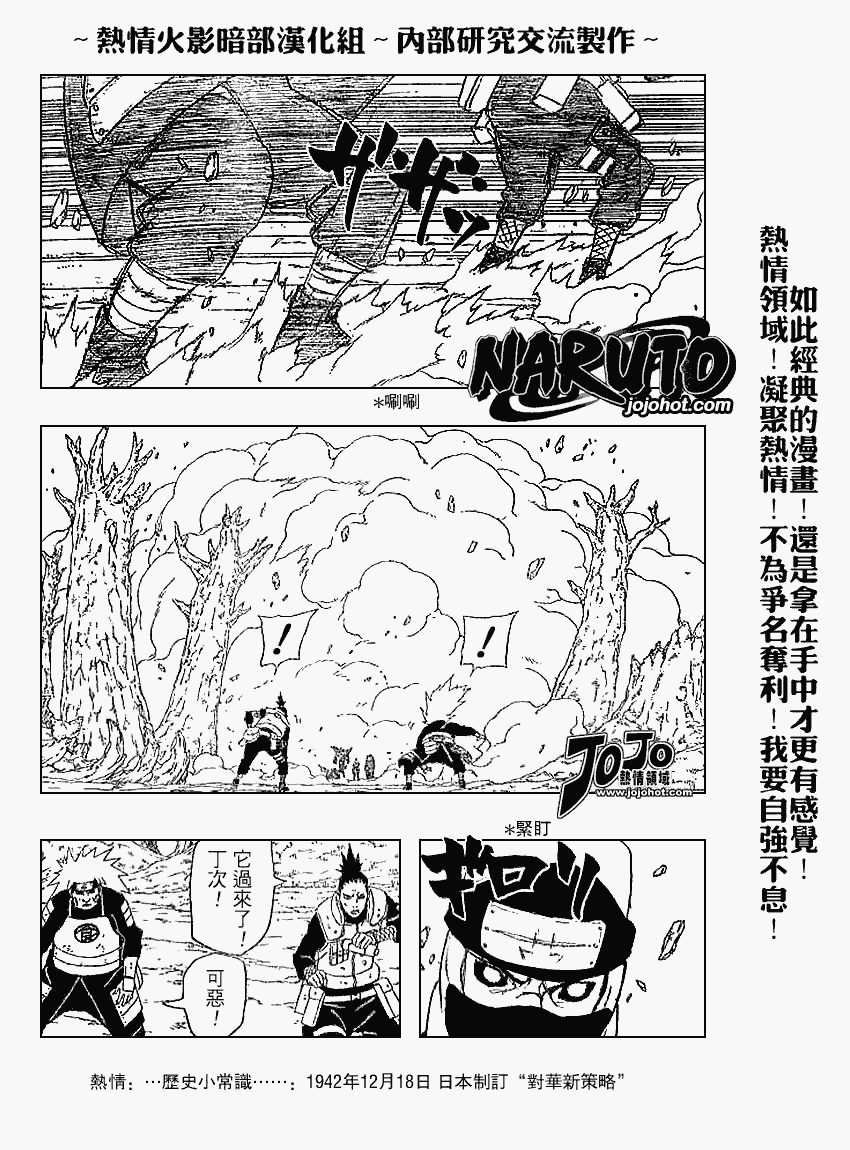 ~熱情火影暗部漢化組~內部研究交流製作~
如此經典的漫畫！還是拿在手中才更有感覺！
熱情領域！凝聚熱情！不為爭名奪利！我要自強不息！
ザザザッ
NARUTO
jojohot.com
*唰唰
！
！
JOJO
熱情領域
www.jojohot.com
*緊盯
ギロッ
它過來了！
丁次！
可惡！
食
熱情：…歷史小常識……：1942年12月18日 日本制訂“對華新策略”